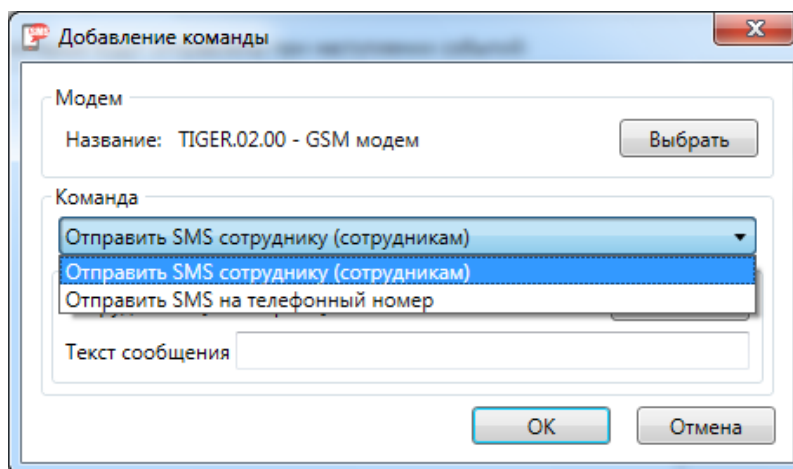 Добавление команды
Модем
Название: TIGER.02.00 - GSM модем Выбрать
Команда
Отправить SMS сотруднику (сотрудникам)
Отправить SMS сотруднику (сотрудникам)
Отправить SMS на телефонный номер
Текст сообщения
OK Отмена